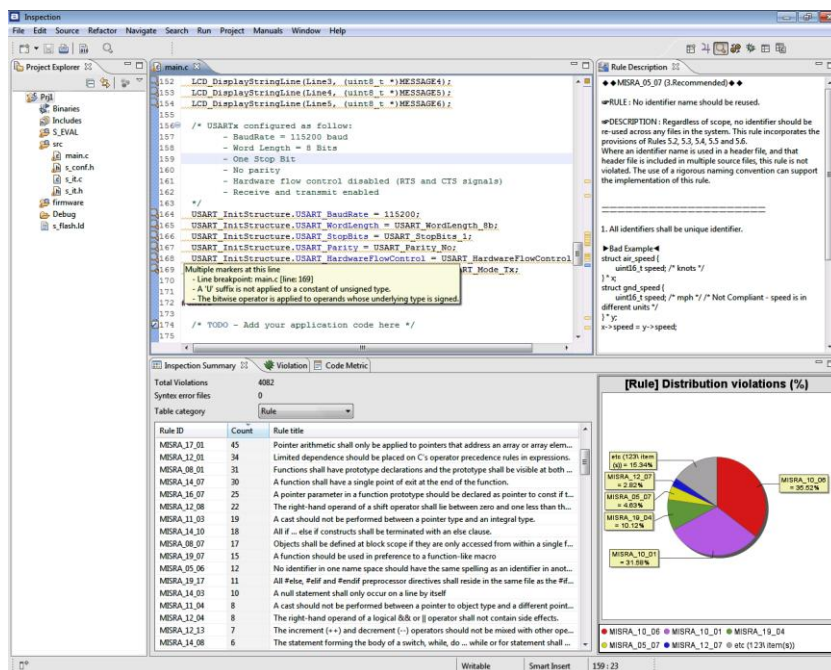 Inspection
File Edit Source Refactor Navigate Search Run Project Manuals Window Help
Project Explorer
Prj1
Binaries
Includes
S_EVAL
src
main.c
s_conf.h
s_it.c
s_it.h
firmware
Debug
s_flash.ld
main.c
152 LCD_DisplayStringLine(Line3, (uint8_t *)MESSAGE4);
153 LCD_DisplayStringLine(Line4, (uint8_t *)MESSAGE5);
154 LCD_DisplayStringLine(Line5, (uint8_t *)MESSAGE6);
155
156 /* USARTx configured as follow:
157 - BaudRate = 115200 baud
158 - Word Length = 8 Bits
159 - One Stop Bit
160 - No parity
161 - Hardware flow control disabled (RTS and CTS signals)
162 - Receive and transmit enabled
163 */
164 USART_InitStructure.USART_BaudRate = 115200;
165 USART_InitStructure.USART_WordLength = USART_WordLength_8b;
166 USART_InitStructure.USART_StopBits = USART_StopBits_1;
167 USART_InitStructure.USART_Parity = USART_Parity_No;
168 USART_InitStructure.USART_HardwareFlowControl = USART_HardwareFlowControl
169 T_Mode_Tx;
Multiple markers at this line
- Line breakpoint: main.c [line: 169]
- A 'U' suffix is not applied to a constant of unsigned type.
- The bitwise operator is applied to operands whose underlying type is signed.
172
174 /* TODO - Add your application code here */
175
Rule Description
◆◆MISRA_05_07 (3.Recommended)◆◆
☞RULE : No identifier name should be reused.
☞DESCRIPTION : Regardless of scope, no identifier should be
re-used across any files in the system. This rule incorporates the
provisions of Rules 5.2, 5.3, 5.4, 5.5 and 5.6.
Where an identifier name is used in a header file, and that
header file is included in multiple source files, this rule is not
violated. The use of a rigorous naming convention can support
the implementation of this rule.
1. All identifiers shall be unique identifier.
▶Bad Example◀
struct air_speed {
uint16_t speed; /* knots */
} * x;
struct gnd_speed {
uint16_t speed; /* mph */ /* Not Compliant - speed is in
different units */
} * y;
x->speed = y->speed;
Inspection Summary Violation Code Metric
Total Violations 4082
Syntex error files 0
Table category Rule
Rule ID Count Rule title
MISRA_17_01 45 Pointer arithmetic shall only be applied to pointers that address an array or array elem...
MISRA_12_01 34 Limited dependence should be placed on C's operator precedence rules in expressions.
MISRA_08_01 31 Functions shall have prototype declarations and the prototype shall be visible at both ...
MISRA_14_07 30 A function shall have a single point of exit at the end of the function.
MISRA_16_07 25 A pointer parameter in a function prototype should be declared as pointer to const if t...
MISRA_12_08 22 The right-hand operand of a shift operator shall lie between zero and one less than th...
MISRA_11_03 19 A cast should not be performed between a pointer type and an integral type.
MISRA_14_10 18 All if ... else if constructs shall be terminated with an else clause.
MISRA_08_07 17 Objects shall be defined at block scope if they are only accessed from within a single f...
MISRA_19_07 15 A function should be used in preference to a function-like macro
MISRA_05_06 12 No identifier in one name space should have the same spelling as an identifier in anot...
MISRA_19_17 11 All #else, #elif and #endif preprocessor directives shall reside in the same file as the #if...
MISRA_14_03 10 A null statement shall only occur on a line by itself
MISRA_11_04 8 A cast should not be performed between a pointer to object type and a different point...
MISRA_12_04 8 The right-hand operand of a logical && or || operator shall not contain side effects.
MISRA_12_13 7 The increment (++) and decrement (--) operators should not be mixed with other ope...
MISRA_14_08 6 The statement forming the body of a switch, while, do ... while or for statement shall ...
[Rule] Distribution violations (%)
etc (123\ item
(s)) = 15.34%
MISRA_12_07
= 2.82%
MISRA_05_07
= 4.63%
MISRA_19_04
= 10.12%
MISRA_10_01
= 31.58%
MISRA_10_06
= 35.52%
MISRA_10_06 MISRA_10_01 MISRA_19_04
MISRA_05_07 MISRA_12_07 etc (123\ item(s))
Writable Smart Insert 159 : 23